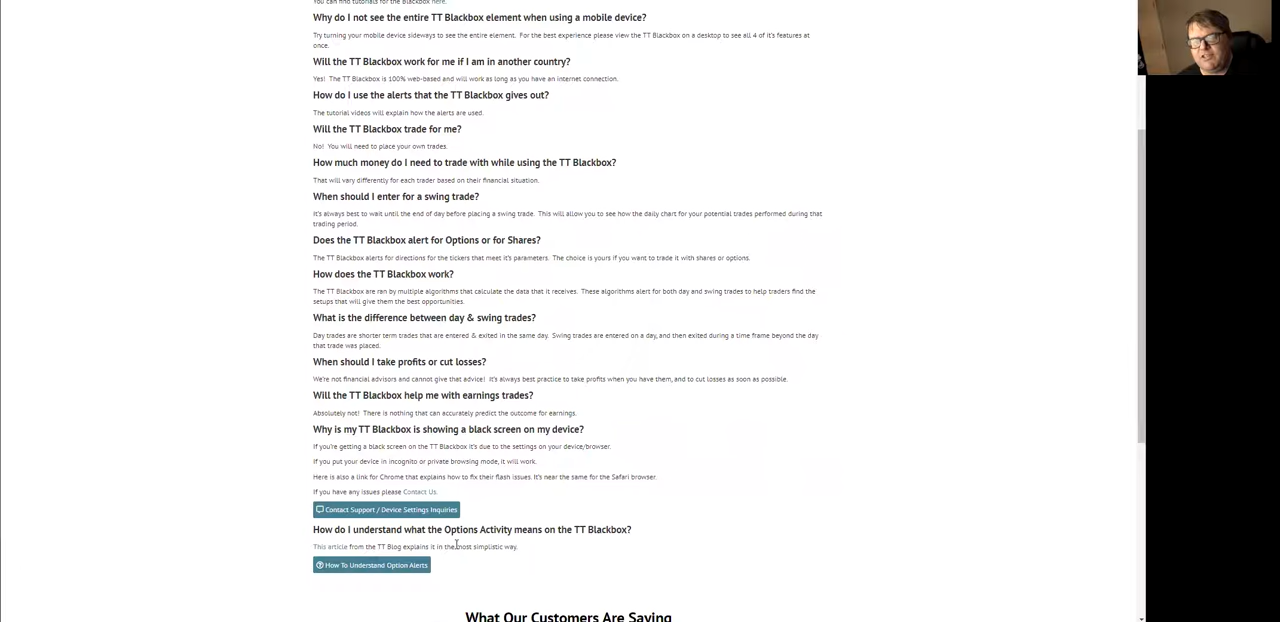 You can find tutorials for the Blackbox here.
Why do I not see the entire TT Blackbox element when using a mobile device?
Try turning your mobile device sideways to see the entire element. For the best experience please view the TT Blackbox on a desktop to see all 4 of it's features at
once.
Will the TT Blackbox work for me if I am in another country?
Yes! The TT Blackbox is 100% web-based and will work as long as you have an internet connection.
How do I use the alerts that the TT Blackbox gives out?
The tutorial videos will explain how the alerts are used.
Will the TT Blackbox trade for me?
No! You will need to place your own trades.
How much money do I need to trade with while using the TT Blackbox?
That will vary differently for each trader based on their financial situation.
When should I enter for a swing trade?
It's always best to wait until the end of day before placing a swing trade. This will allow you to see how the daily chart for your potential trades performed during that
trading period.
Does the TT Blackbox alert for Options or for Shares?
The TT Blackbox alerts for directions for the tickers that meet it's parameters. The choice is yours if you want to trade it with shares or options.
How does the TT Blackbox work?
The TT Blackbox are ran by multiple algorithms that calculate the data that it receives. These algorithms alert for both day and swing trades to help traders find the
setups that will give them the best opportunities.
What is the difference between day & swing trades?
Day trades are shorter term trades that are entered & exited in the same day. Swing trades are entered on a day, and then exited during a time frame beyond the day
that trade was placed.
When should I take profits or cut losses?
We're not financial advisors and cannot give that advice! It's always best practice to take profits when you have them, and to cut losses as soon as possible.
Will the TT Blackbox help me with earnings trades?
Absolutely not! There is nothing that can accurately predict the outcome for earnings.
Why is my TT Blackbox is showing a black screen on my device?
If you're getting a black screen on the TT Blackbox it's due to the settings on your device/browser.
If you put your device in incognito or private browsing mode, it will work.
Here is also a link for Chrome that explains how to fix their flash issues. It's near the same for the Safari browser.
If you have any issues please Contact Us.
Contact Support / Device Settings Inquiries
How do I understand what the Options Activity means on the TT Blackbox?
This article from the TT Blog explains it in the most simplistic way.
How To Understand Option Alerts
What Our Customers Are Saying